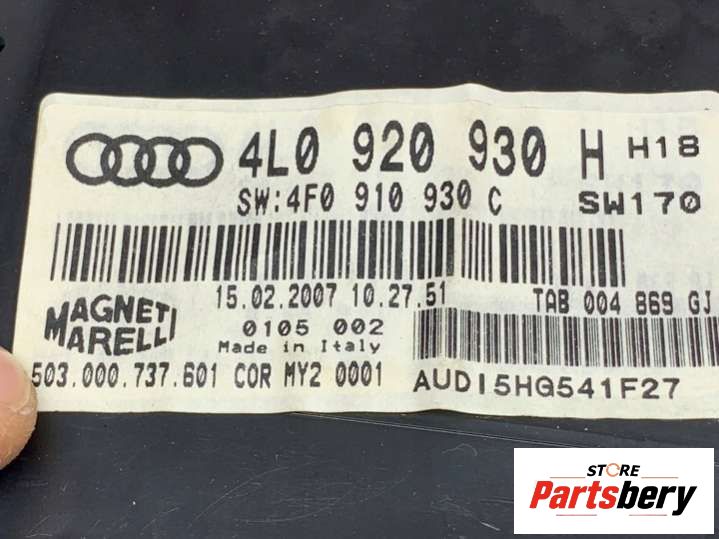 4L0 920 930 H H18
SW:4F0 910 930 C SW170
15.02.2007 10.27.51 TAB 004 869 GJ
MAGNETI
MARELLI
0105 002
Made in Italy
503.000.737.601 COR MY2 0001
AUDI5HG541F27
STORE
Partsbery